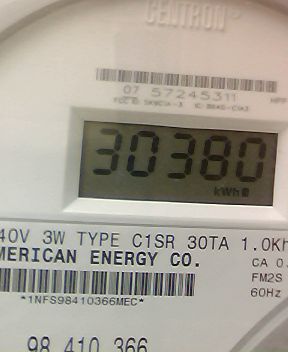 CENTRON®
07 57245311
30380
kWh
40V 3W TYPE C1SR 30TA 1.0Kh
MERICAN ENERGY CO.
CA 0.
FM2S
60Hz
*1NFS98410366MEC*
98 410 366